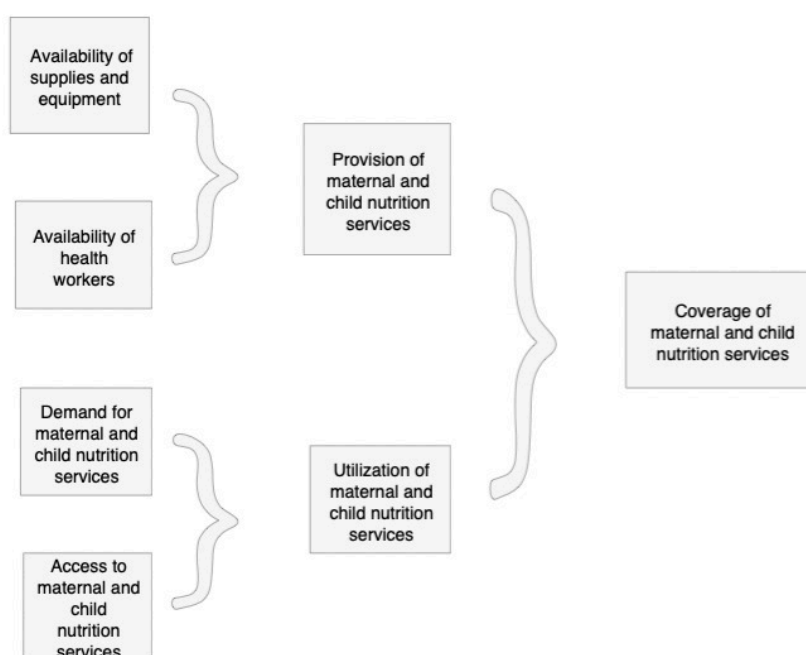 Availability of
supplies and
equipment
Availability of
health
workers
Demand for
maternal and
child nutrition
services
Access to
maternal and
child
nutrition
services
Provision of
maternal and
child nutrition
services
Utilization of
maternal and
child nutrition
services
Coverage of
maternal and child
nutrition services